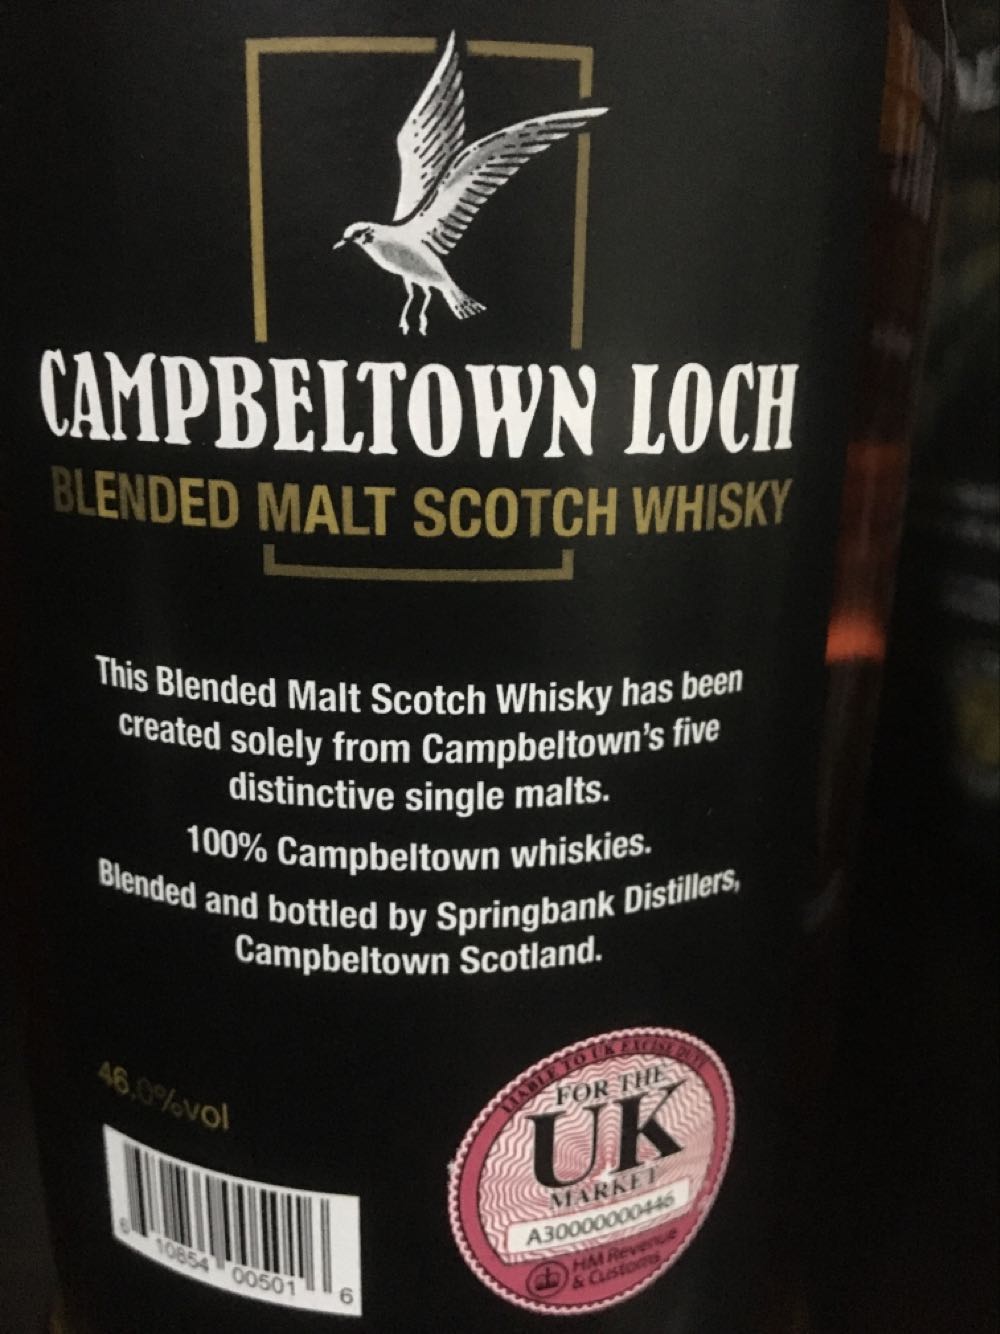 CAMPBELTOWN LOCH
BLENDED MALT SCOTCH WHISKY
This Blended Malt Scotch Whisky has been
created solely from Campbeltown's five
distinctive single malts.
100% Campbeltown whiskies.
Blended and bottled by Springbank Distillers,
Campbeltown Scotland.
46.0%vol
6 10854 00501 6
LIABLE TO UK EXCISE DUTY
FOR THE
UK
MARKET
A30000000446
HM Revenue
& Customs